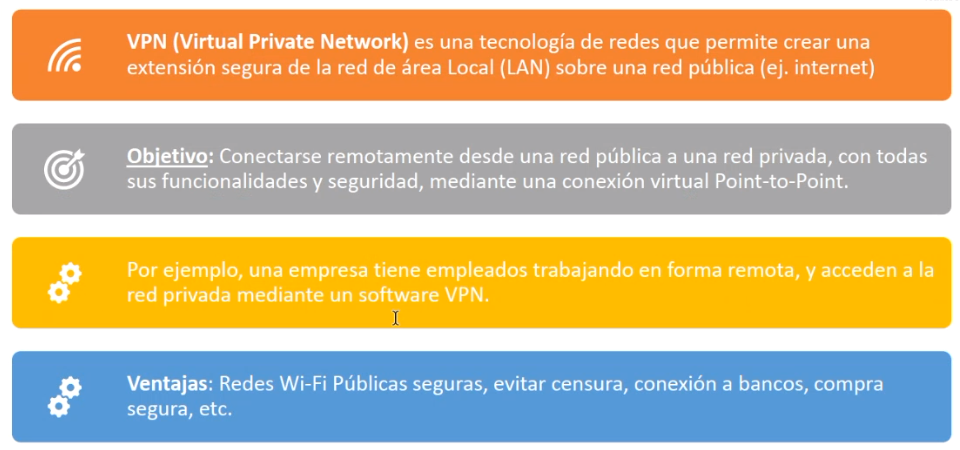 VPN (Virtual Private Network) es una tecnología de redes que permite crear una
extensión segura de la red de área Local (LAN) sobre una red pública (ej. internet)
Objetivo: Conectarse remotamente desde una red pública a una red privada, con todas
sus funcionalidades y seguridad, mediante una conexión virtual Point-to-Point.
Por ejemplo, una empresa tiene empleados trabajando en forma remota, y acceden a la
red privada mediante un software VPN.
Ventajas: Redes Wi-Fi Públicas seguras, evitar censura, conexión a bancos, compra
segura, etc.